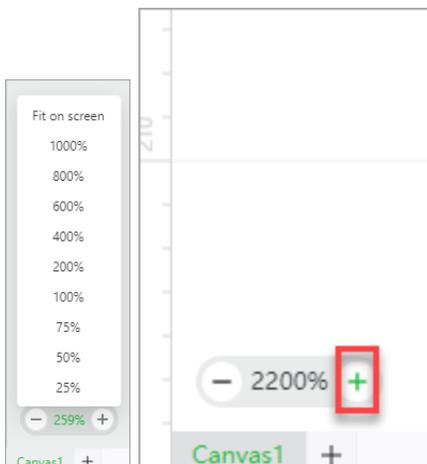 Fit on screen
1000%
800%
600%
400%
200%
100%
75%
50%
25%
− 259% +
Canvas1 +
210
− 2200% +
Canvas1 +